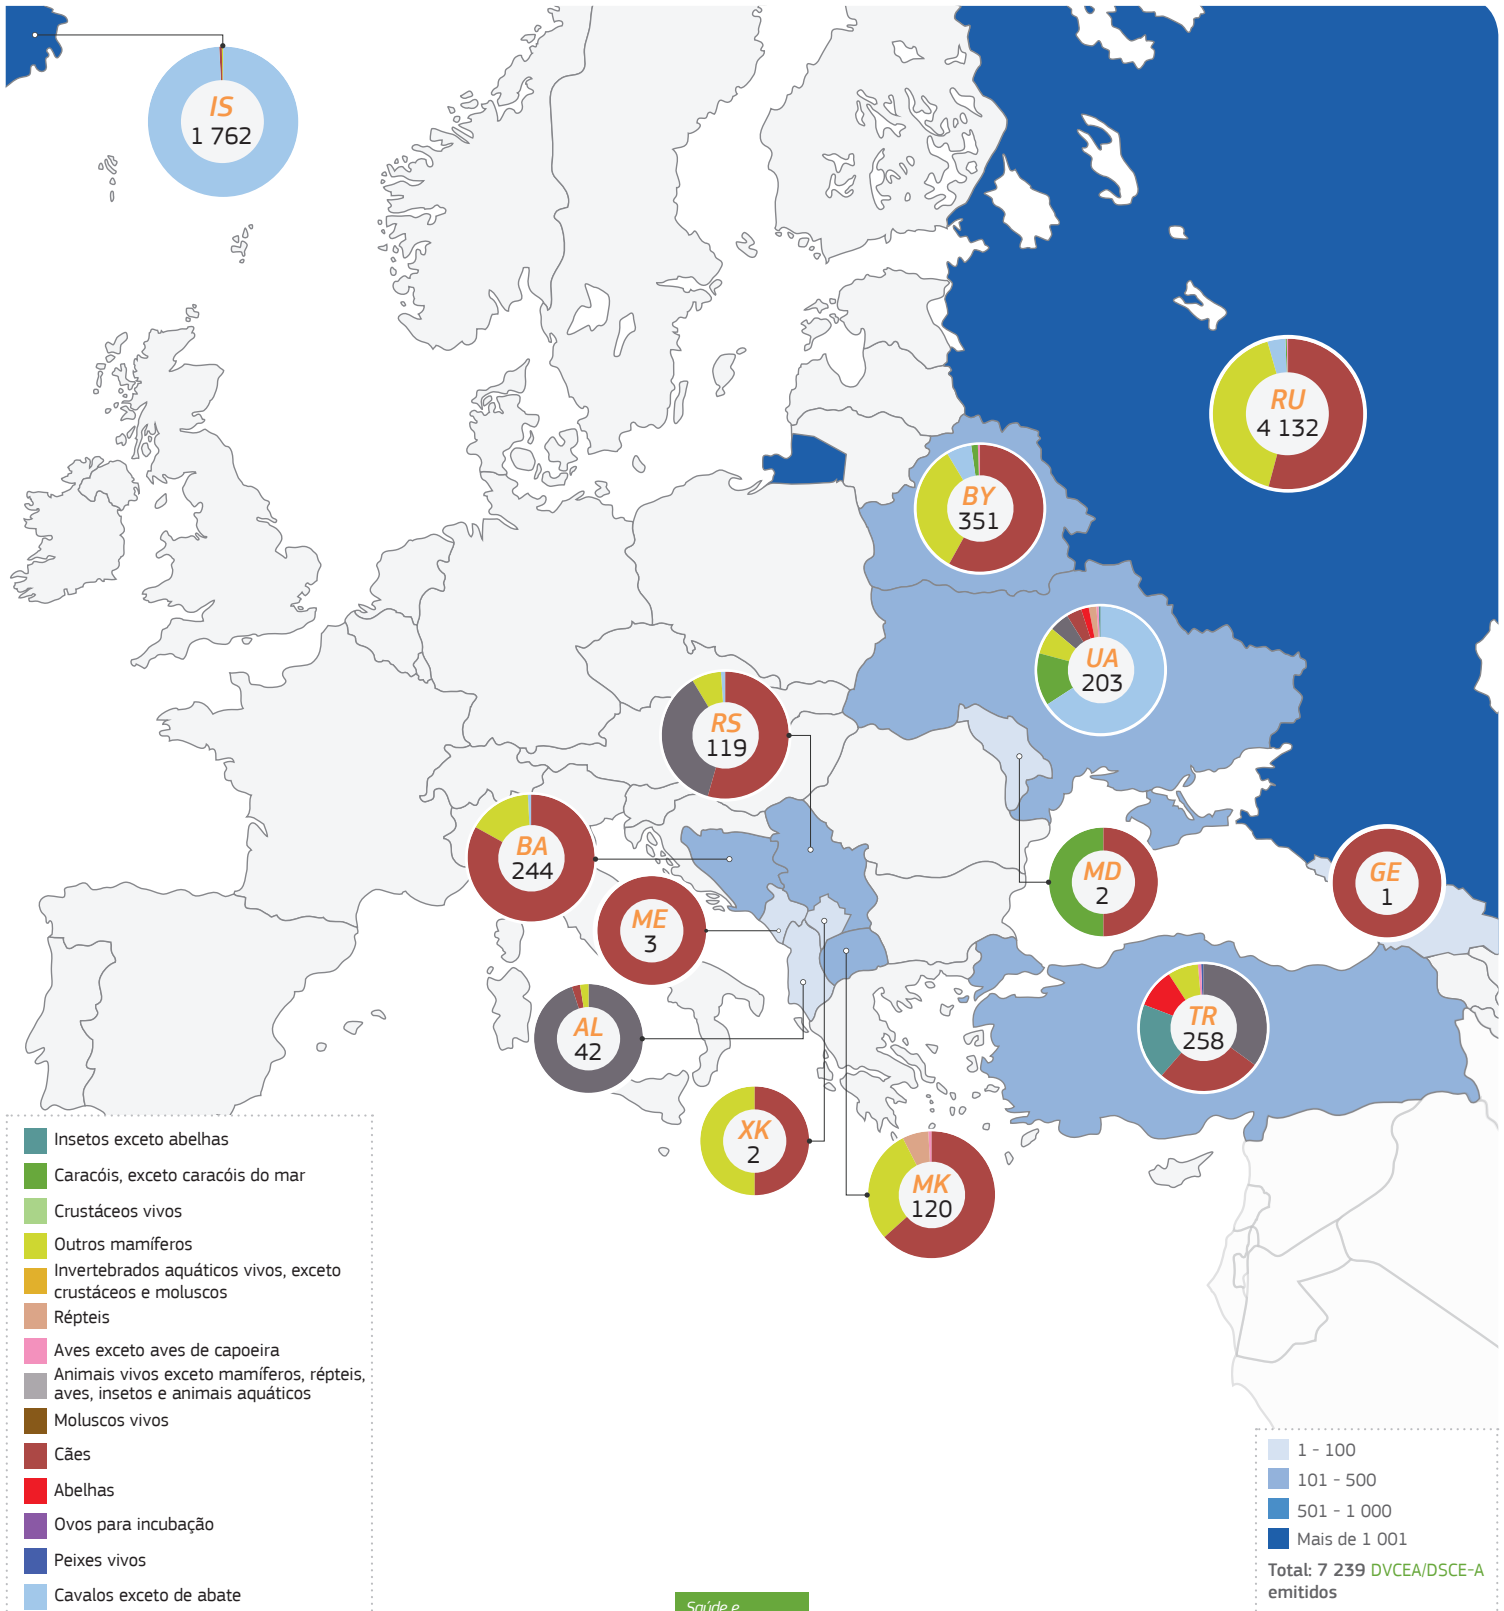 IS
1 762
RU
4 132
BY
351
UA
203
RS
119
BA
244
MD
2
GE
1
ME
3
AL
42
TR
258
XK
2
MK
120
Insetos exceto abelhas
Caracóis, exceto caracóis do mar
Crustáceos vivos
Outros mamíferos
Invertebrados aquáticos vivos, exceto
crustáceos e moluscos
Répteis
Aves exceto aves de capoeira
Animais vivos exceto mamíferos, répteis,
aves, insetos e animais aquáticos
Moluscos vivos
Cães
Abelhas
Ovos para incubação
Peixes vivos
Cavalos exceto de abate
1 - 100
101 - 500
501 - 1 000
Mais de 1 001
Total: 7 239 DVCEA/DSCE-A
emitidos
Saúde e